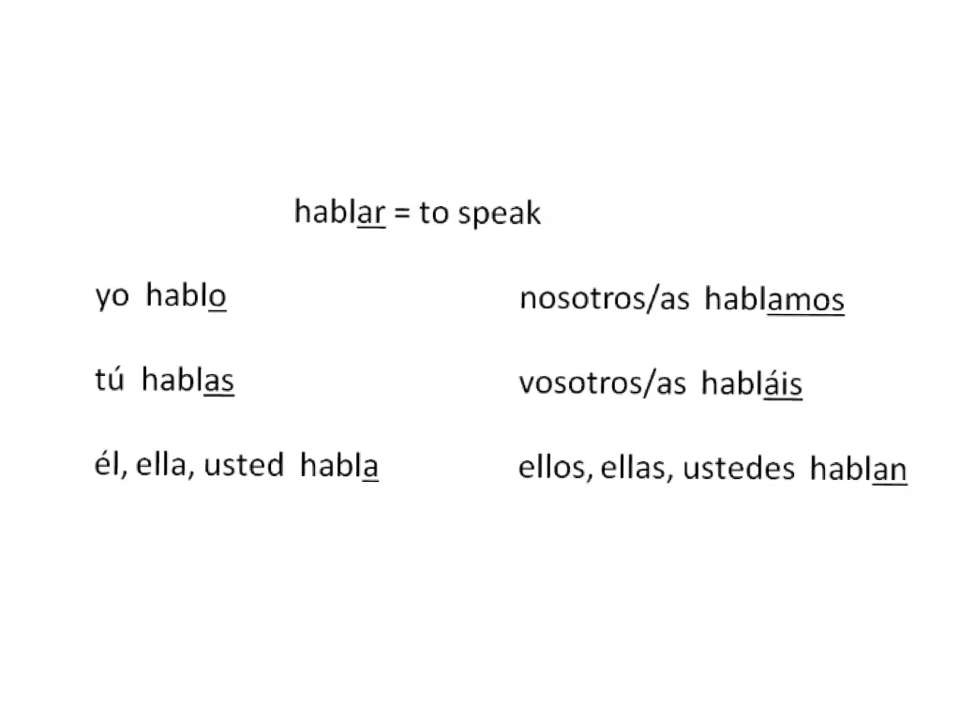 hablar = to speak
yo hablo
nosotros/as hablamos
tú hablas
vosotros/as habláis
él, ella, usted habla
ellos, ellas, ustedes hablan